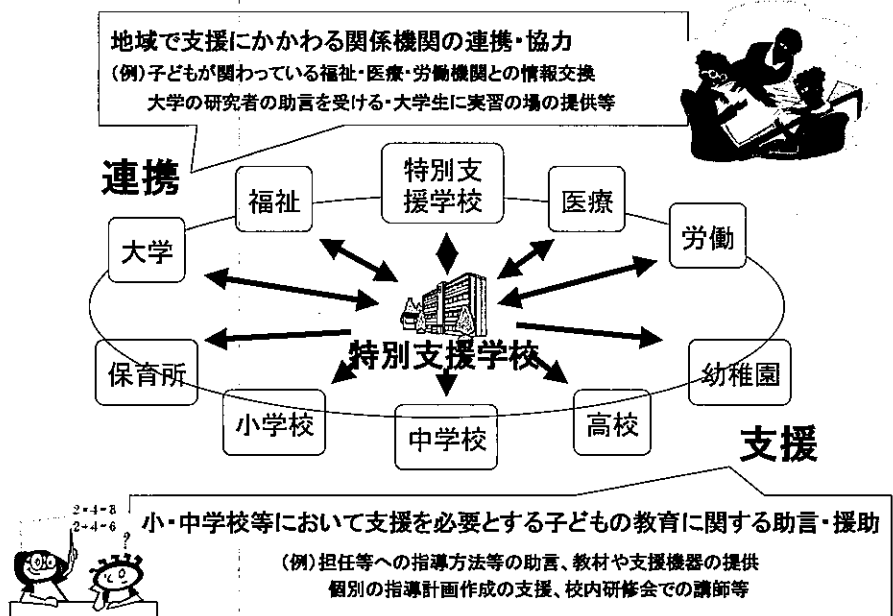 地域で支援にかかわる関係機関の連携・協力
(例)子どもが関わっている福祉・医療・労働機関との情報交換
大学の研究者の助言を受ける・大学生に実習の場の提供等
連携
福祉
特別支
援学校
医療
大学
労働
特別支援学校
保育所
幼稚園
小学校
中学校
高校
支援
2×4=8
2+4=6
?
小・中学校等において支援を必要とする子どもの教育に関する助言・援助
(例)担任等への指導方法等の助言、教材や支援機器の提供
個別の指導計画作成の支援、校内研修会での講師等